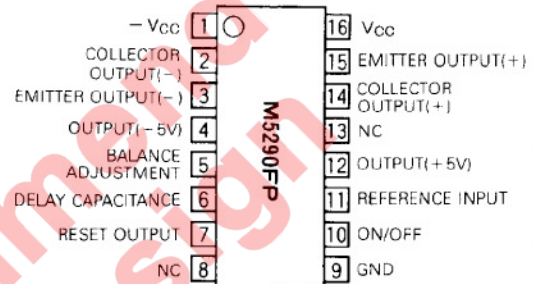 − Vcc 1 16 Vcc
COLLECTOR
OUTPUT(−) 2 15 EMITTER OUTPUT(+)
EMITTER OUTPUT(−) 3 14 COLLECTOR
OUTPUT(+)
OUTPUT(−5V) 4 13 NC
BALANCE
ADJUSTMENT 5 12 OUTPUT(+5V)
DELAY CAPACITANCE 6 11 REFERENCE INPUT
RESET OUTPUT 7 10 ON/OFF
NC 8 9 GND
M5290FP